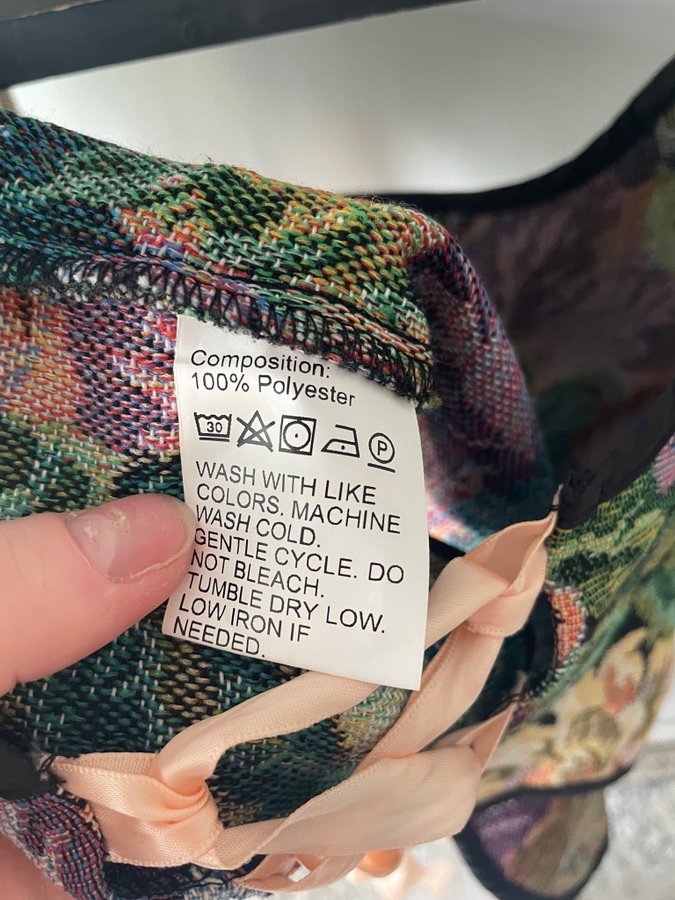 Composition:
100% Polyester
30 P
WASH WITH LIKE
COLORS. MACHINE
WASH COLD.
GENTLE CYCLE. DO
NOT BLEACH.
TUMBLE DRY LOW.
LOW IRON IF
NEEDED.